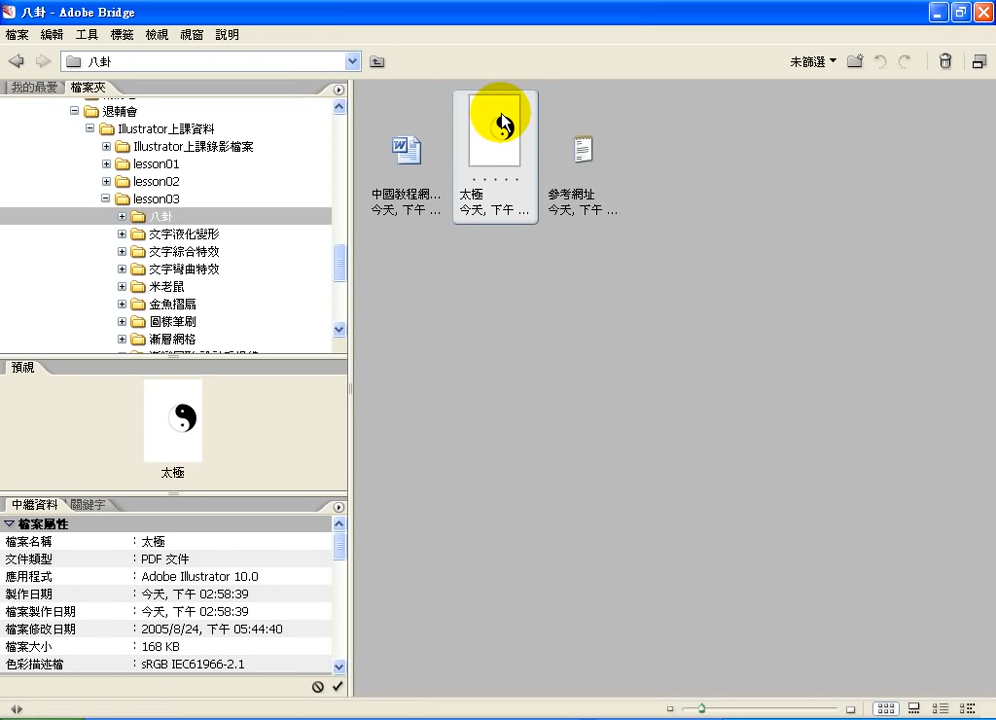 八卦 - Adobe Bridge
檔案 編輯 工具 標籤 檢視 視窗 說明
八卦
未篩選
我的最愛 檔案夾
退輔會
Illustrator上課資料
Illustrator上課錄影檔案
lesson01
lesson02
lesson03
八卦
文字液化變形
文字綜合特效
文字彎曲特效
米老鼠
金魚摺扇
圖樣筆刷
漸層網格
中國教程網...
今天, 下午 ...
太極
今天, 下午 ...
參考網址
今天, 下午 ...
預視
太極
中繼資料 關鍵字
檔案屬性
檔案名稱 : 太極
文件類型 : PDF 文件
應用程式 : Adobe Illustrator 10.0
製作日期 : 今天, 下午 02:58:39
檔案製作日期 : 今天, 下午 02:58:39
檔案修改日期 : 2005/8/24, 下午 05:44:40
檔案大小 : 168 KB
色彩描述檔 : sRGB IEC61966-2.1